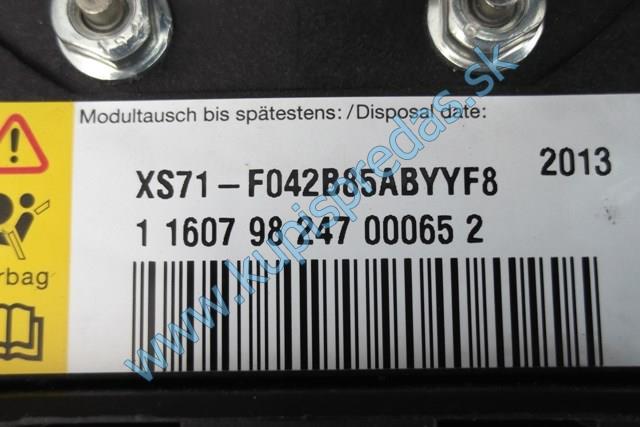 Modultausch bis spätestens: /Disposal date:
XS71-F042B85ABYYF8 2013
1 1607 98 247 00065 2
rbag
www.kupispredas.sk